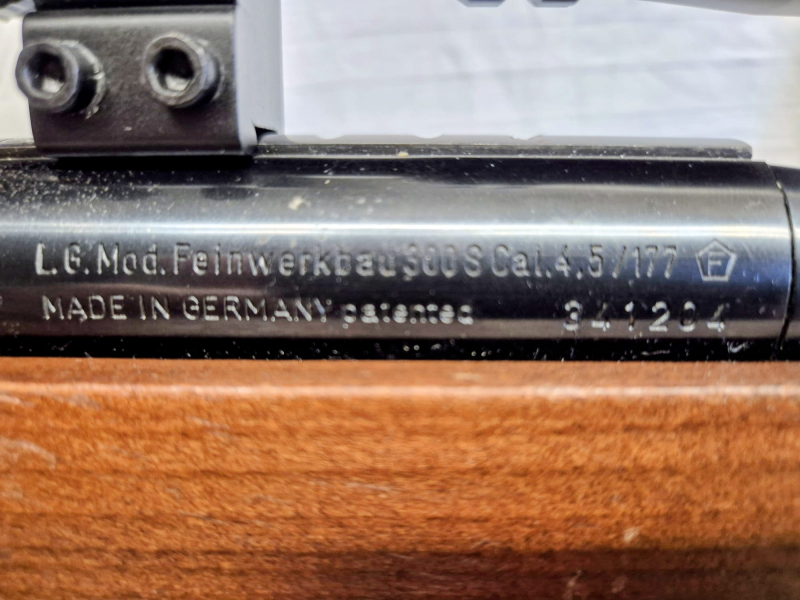 L.G. Mod. Feinwerkbau 300 S Cal. 4,5/177 F
MADE IN GERMANY patented 341204